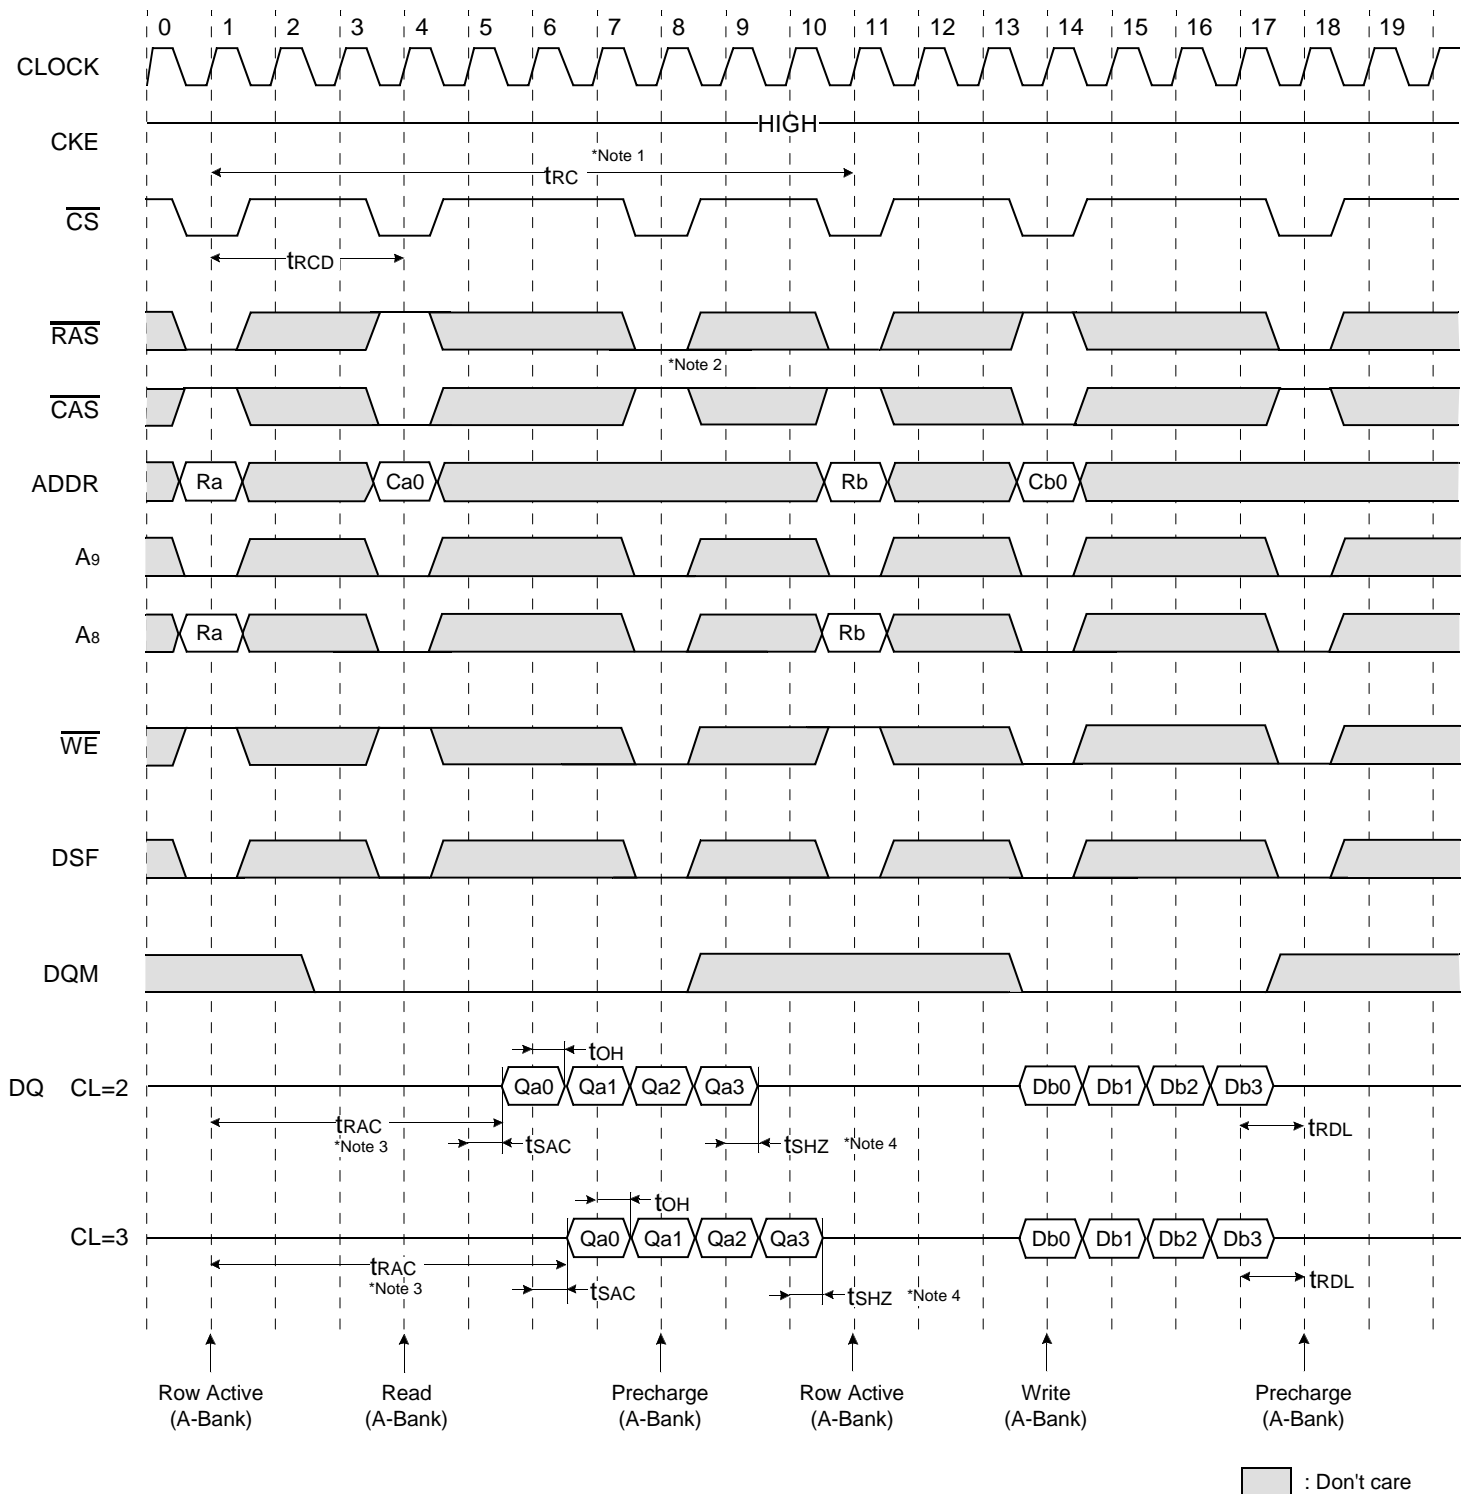 0 1 2 3 4 5 6 7 8 9 10 11 12 13 14 15 16 17 18 19
CLOCK
HIGH
CKE
*Note 1
tRC
CS
tRCD
RAS
*Note 2
CAS
ADDR Ra Ca0 Rb Cb0
A9
A8 Ra Rb
WE
DSF
DQM
tOH
DQ CL=2 Qa0 Qa1 Qa2 Qa3 Db0 Db1 Db2 Db3
tRAC tRDL
*Note 3 tSAC tSHZ *Note 4
tOH
CL=3 Qa0 Qa1 Qa2 Qa3 Db0 Db1 Db2 Db3
tRAC tRDL
*Note 3 tSAC tSHZ *Note 4
Row Active Read Precharge Row Active Write Precharge
(A-Bank) (A-Bank) (A-Bank) (A-Bank) (A-Bank) (A-Bank)
: Don't care